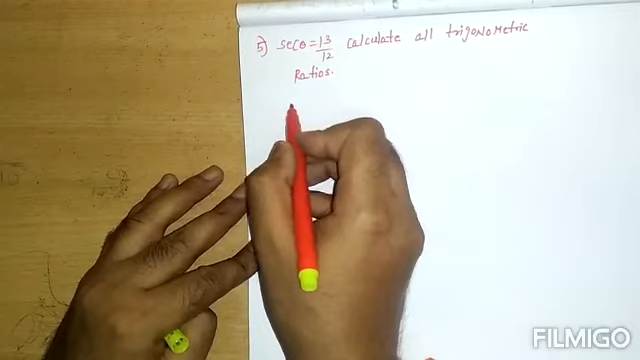 5) secθ = 13/12 calculate all trigonometric
Ratios.
FILMIGO